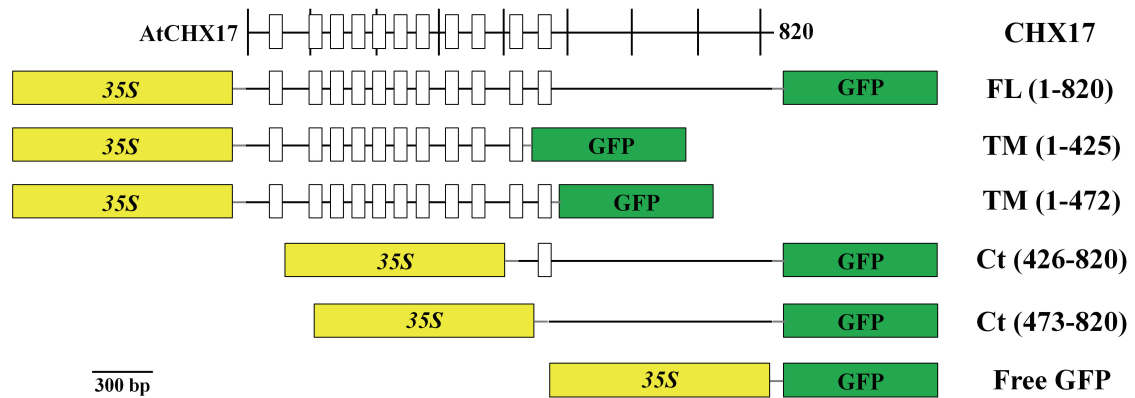 AtCHX17 820 CHX17
35S GFP FL (1-820)
35S GFP TM (1-425)
35S GFP TM (1-472)
35S GFP Ct (426-820)
35S GFP Ct (473-820)
300 bp 35S GFP Free GFP